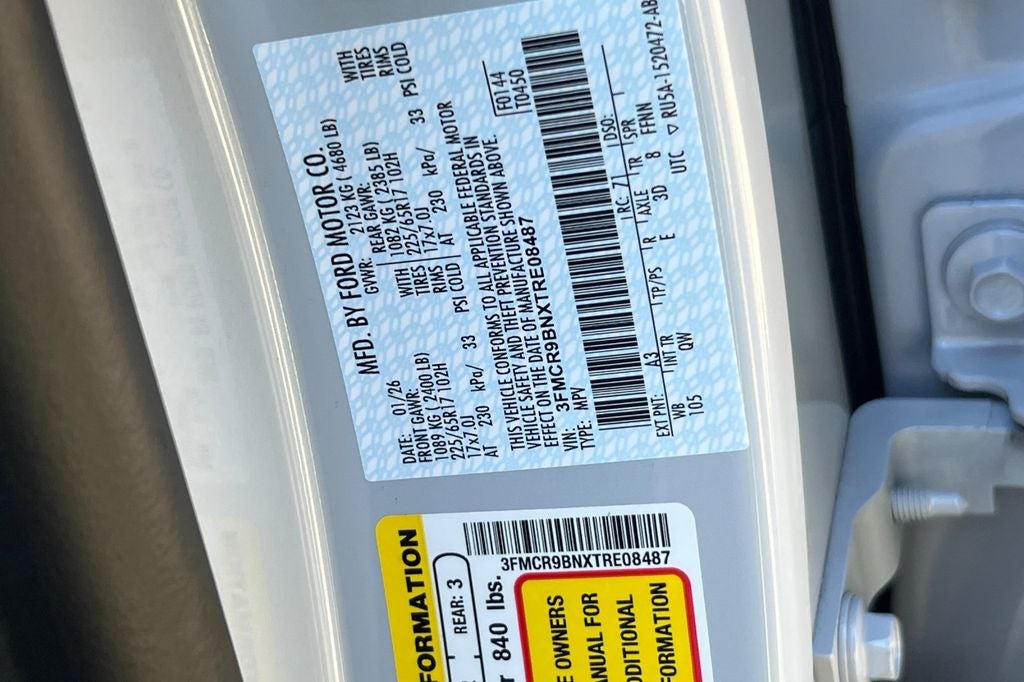 MFD. BY FORD MOTOR CO.
DATE: 01/26 GVWR: 2123 KG ( 4680 LB)
FRONT GAWR: REAR GAWR:
1089 KG ( 2400 LB) WITH 1082 KG ( 2385 LB) WITH
225/65R17 102H TIRES 225/65R17 102H TIRES
17x7.0J RIMS 17x7.0J RIMS
AT 230 kPa/ 33 PSI COLD AT 230 kPa/ 33 PSI COLD
THIS VEHICLE CONFORMS TO ALL APPLICABLE FEDERAL MOTOR
VEHICLE SAFETY AND THEFT PREVENTION STANDARDS IN
EFFECT ON THE DATE OF MANUFACTURE SHOWN ABOVE.
VIN: 3FMCR9BNXTRE08487
TYPE: MPV
F0144
T0450
EXT PNT: A3 RC: 71 DSO:
WB INT TR TP/PS R AXLE TR SPR
105 QW E 3D 8 FFNN
UTC ▽ RU5A-1520472-AB
3FMCR9BNXTRE08487
FORMATION
REAR: 3
840 lbs.
E OWNERS
ANUAL FOR
DDITIONAL
FORMATION